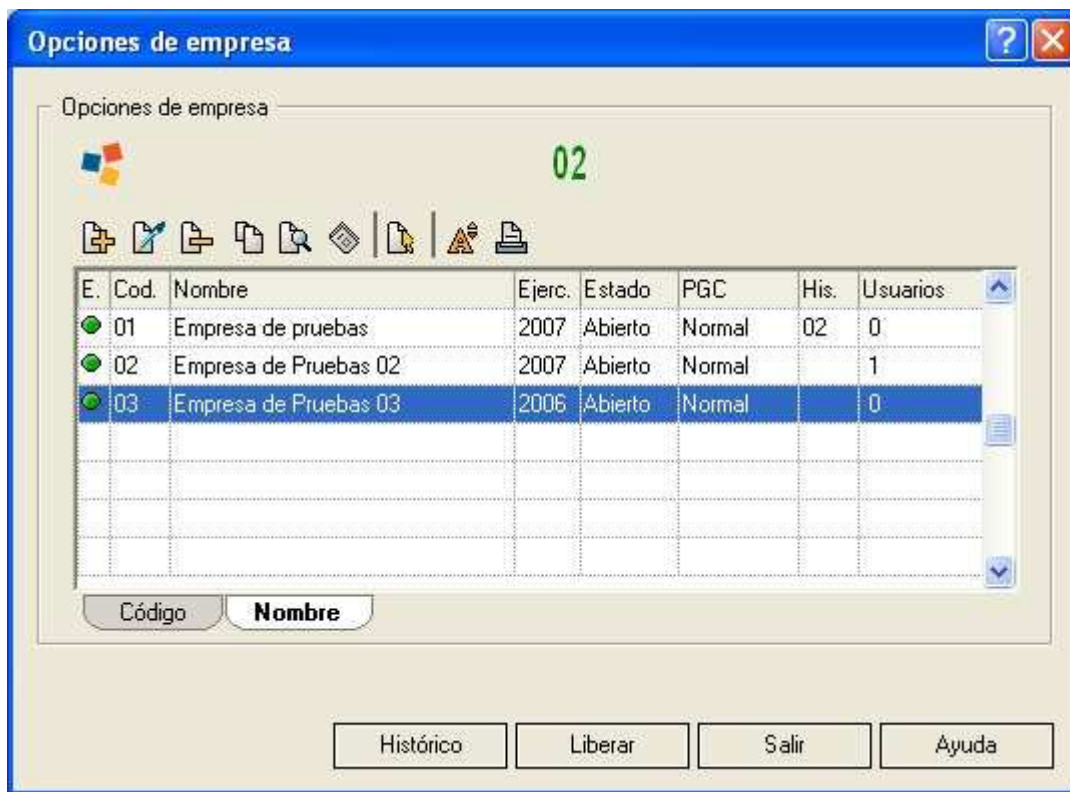 Opciones de empresa
Opciones de empresa
02
E. Cod. Nombre Ejerc. Estado PGC His. Usuarios
01 Empresa de pruebas 2007 Abierto Normal 02 0
02 Empresa de Pruebas 02 2007 Abierto Normal 1
03 Empresa de Pruebas 03 2006 Abierto Normal 0
Código Nombre
Histórico Liberar Salir Ayuda